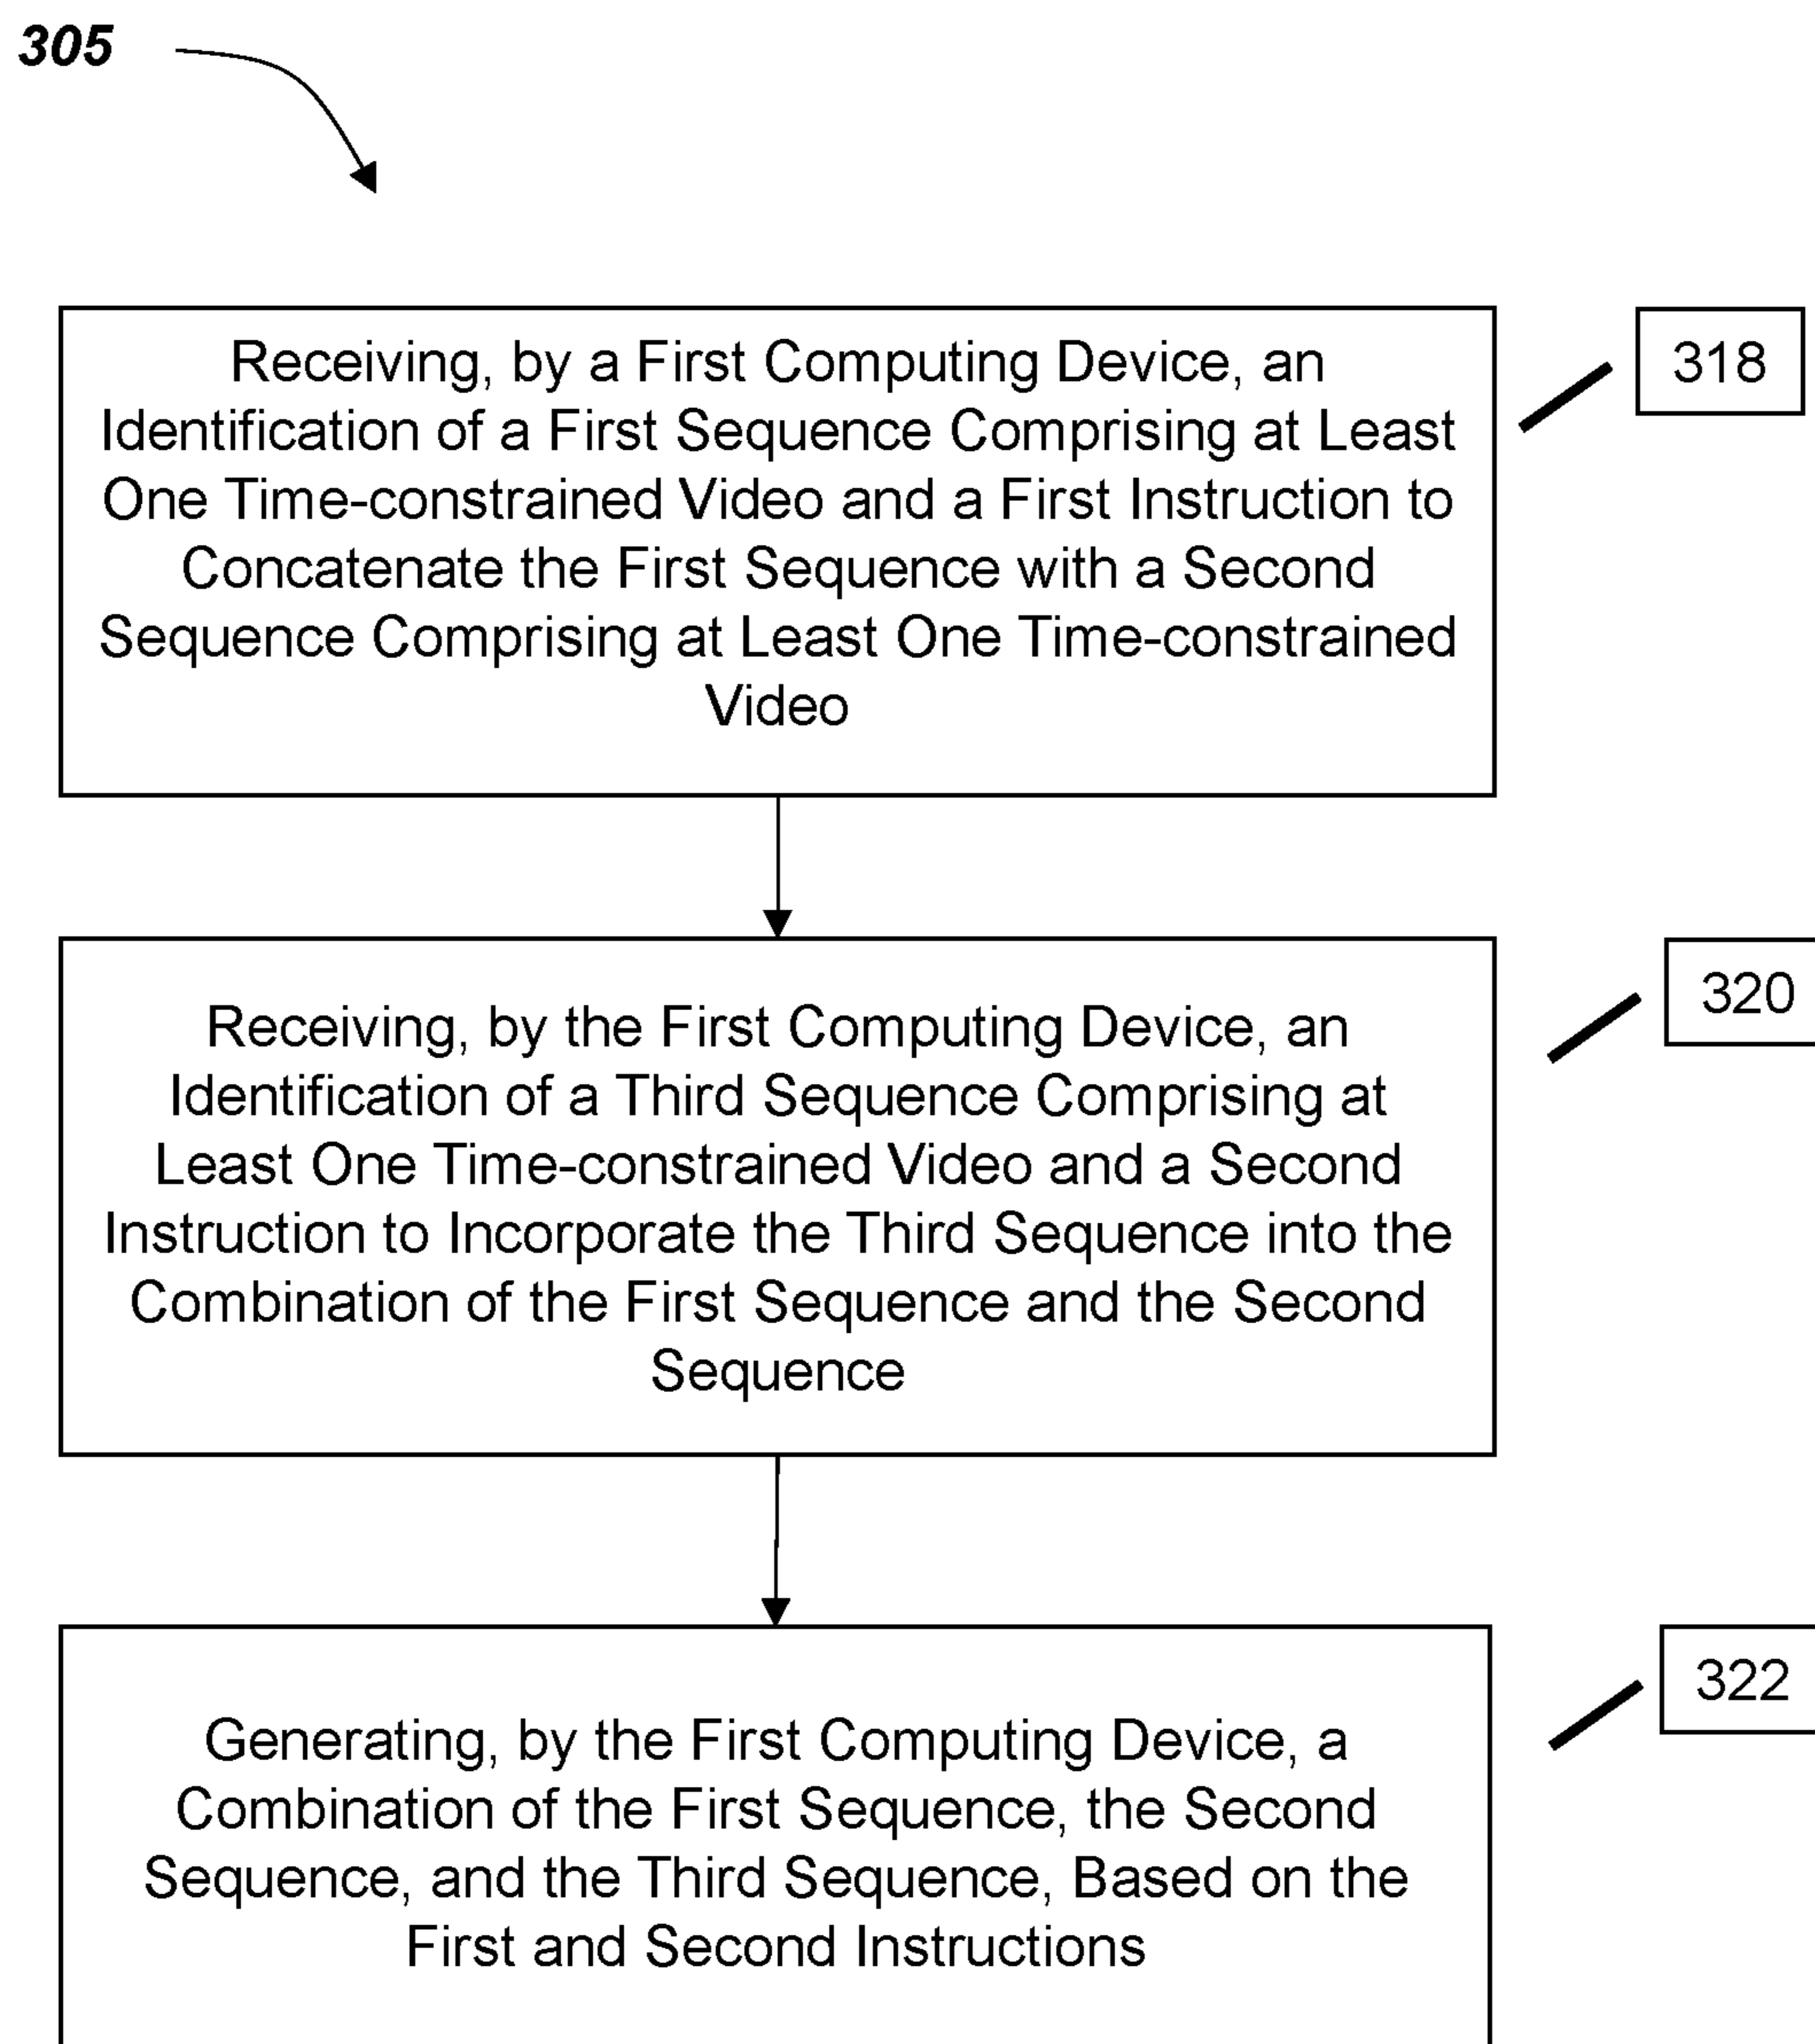 305
Receiving, by a First Computing Device, an
Identification of a First Sequence Comprising at Least
One Time-constrained Video and a First Instruction to
Concatenate the First Sequence with a Second
Sequence Comprising at Least One Time-constrained
Video
318
Receiving, by the First Computing Device, an
Identification of a Third Sequence Comprising at
Least One Time-constrained Video and a Second
Instruction to Incorporate the Third Sequence into the
Combination of the First Sequence and the Second
Sequence
320
Generating, by the First Computing Device, a
Combination of the First Sequence, the Second
Sequence, and the Third Sequence, Based on the
First and Second Instructions
322